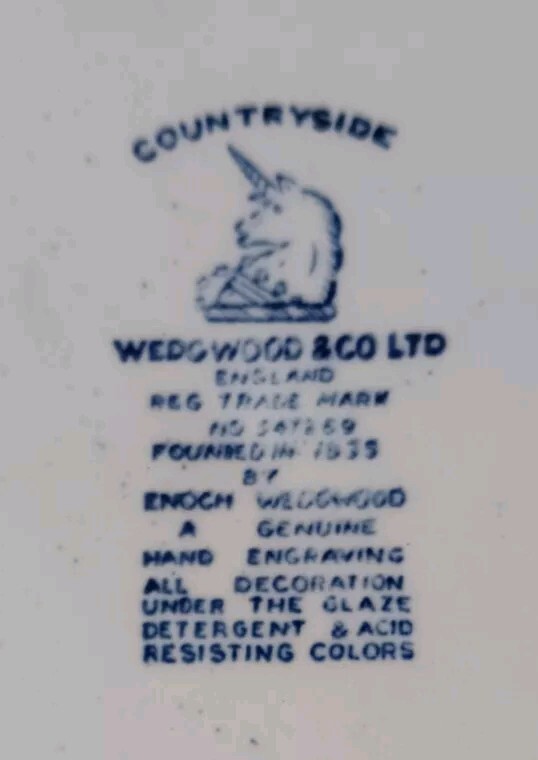 COUNTRYSIDE
WEDGWOOD & CO LTD
ENGLAND
REG TRADE MARK
NO
FOUNDED IN 1835
BY
ENOCH WEDGWOOD
A GENUINE
HAND ENGRAVING
ALL DECORATION
UNDER THE GLAZE
DETERGENT & ACID
RESISTING COLORS